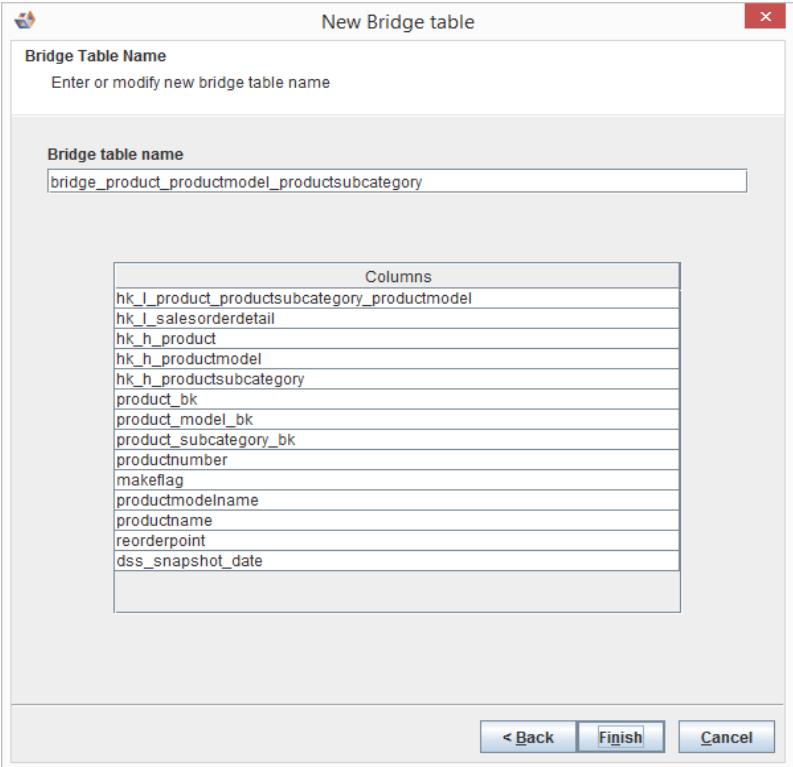 New Bridge table
Bridge Table Name
Enter or modify new bridge table name
Bridge table name
bridge_product_productmodel_productsubcategory
Columns
hk_l_product_productsubcategory_productmodel
hk_l_salesorderdetail
hk_h_product
hk_h_productmodel
hk_h_productsubcategory
product_bk
product_model_bk
product_subcategory_bk
productnumber
makeflag
productmodelname
productname
reorderpoint
dss_snapshot_date
< Back Finish Cancel